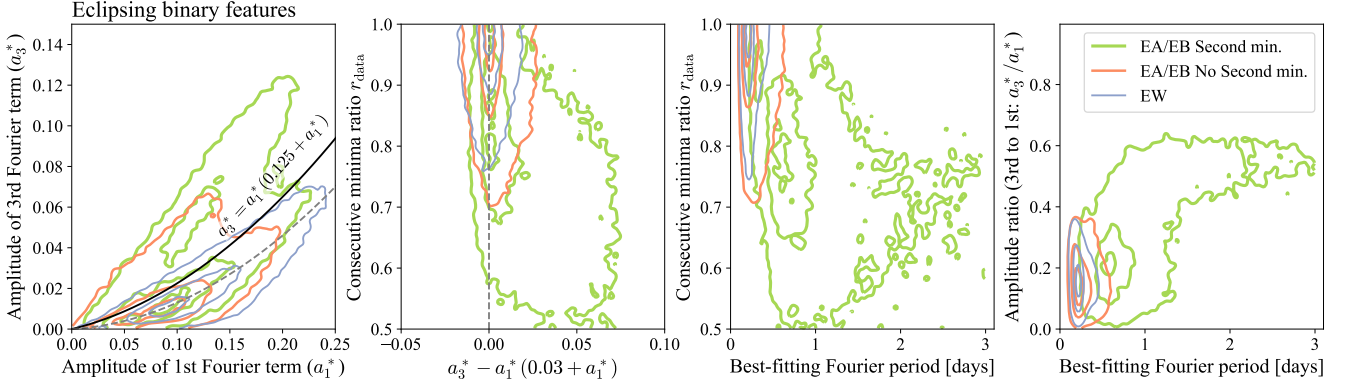 Eclipsing binary features
Amplitude of 3rd Fourier term (a₃*)
0.14
0.12
0.10
0.08
0.06
0.04
0.02
0.00
a₃* = a₁*(0.125 + a₁*)
0.00 0.05 0.10 0.15 0.20 0.25
Amplitude of 1st Fourier term (a₁*)
Consecutive minima ratio r_data
1.0
0.9
0.8
0.7
0.6
0.5
−0.05 0.00 0.05 0.10
a₃* − a₁*(0.03 + a₁*)
Consecutive minima ratio r_data
1.0
0.9
0.8
0.7
0.6
0.5
0 1 2 3
Best-fitting Fourier period [days]
Amplitude ratio (3rd to 1st: a₃*/a₁*)
0.8
0.6
0.4
0.2
0.0
EA/EB Second min.
EA/EB No Second min.
EW
0 1 2 3
Best-fitting Fourier period [days]